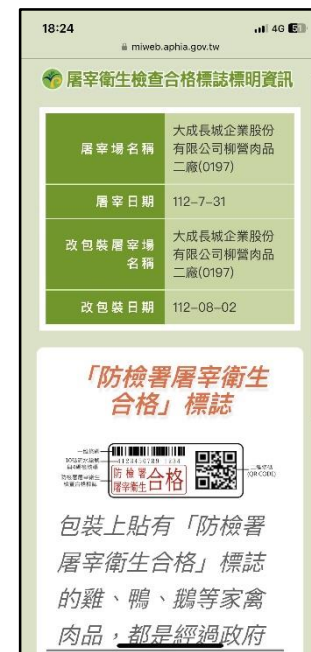 18:24
4G
miweb.aphia.gov.tw
屠宰衛生檢查合格標誌標明資訊
屠宰場名稱
大成長城企業股份
有限公司柳營肉品
二廠(0197)
屠宰日期
112-7-31
改包裝屠宰場
名稱
大成長城企業股份
有限公司柳營肉品
二廠(0197)
改包裝日期
112-08-02
「防檢署屠宰衛生
合格」標誌
防檢署
屠宰衛生
合格
(QR CODE)
包裝上貼有「防檢署
屠宰衛生合格」標誌
的雞、鴨、鵝等家禽
肉品，都是經過政府